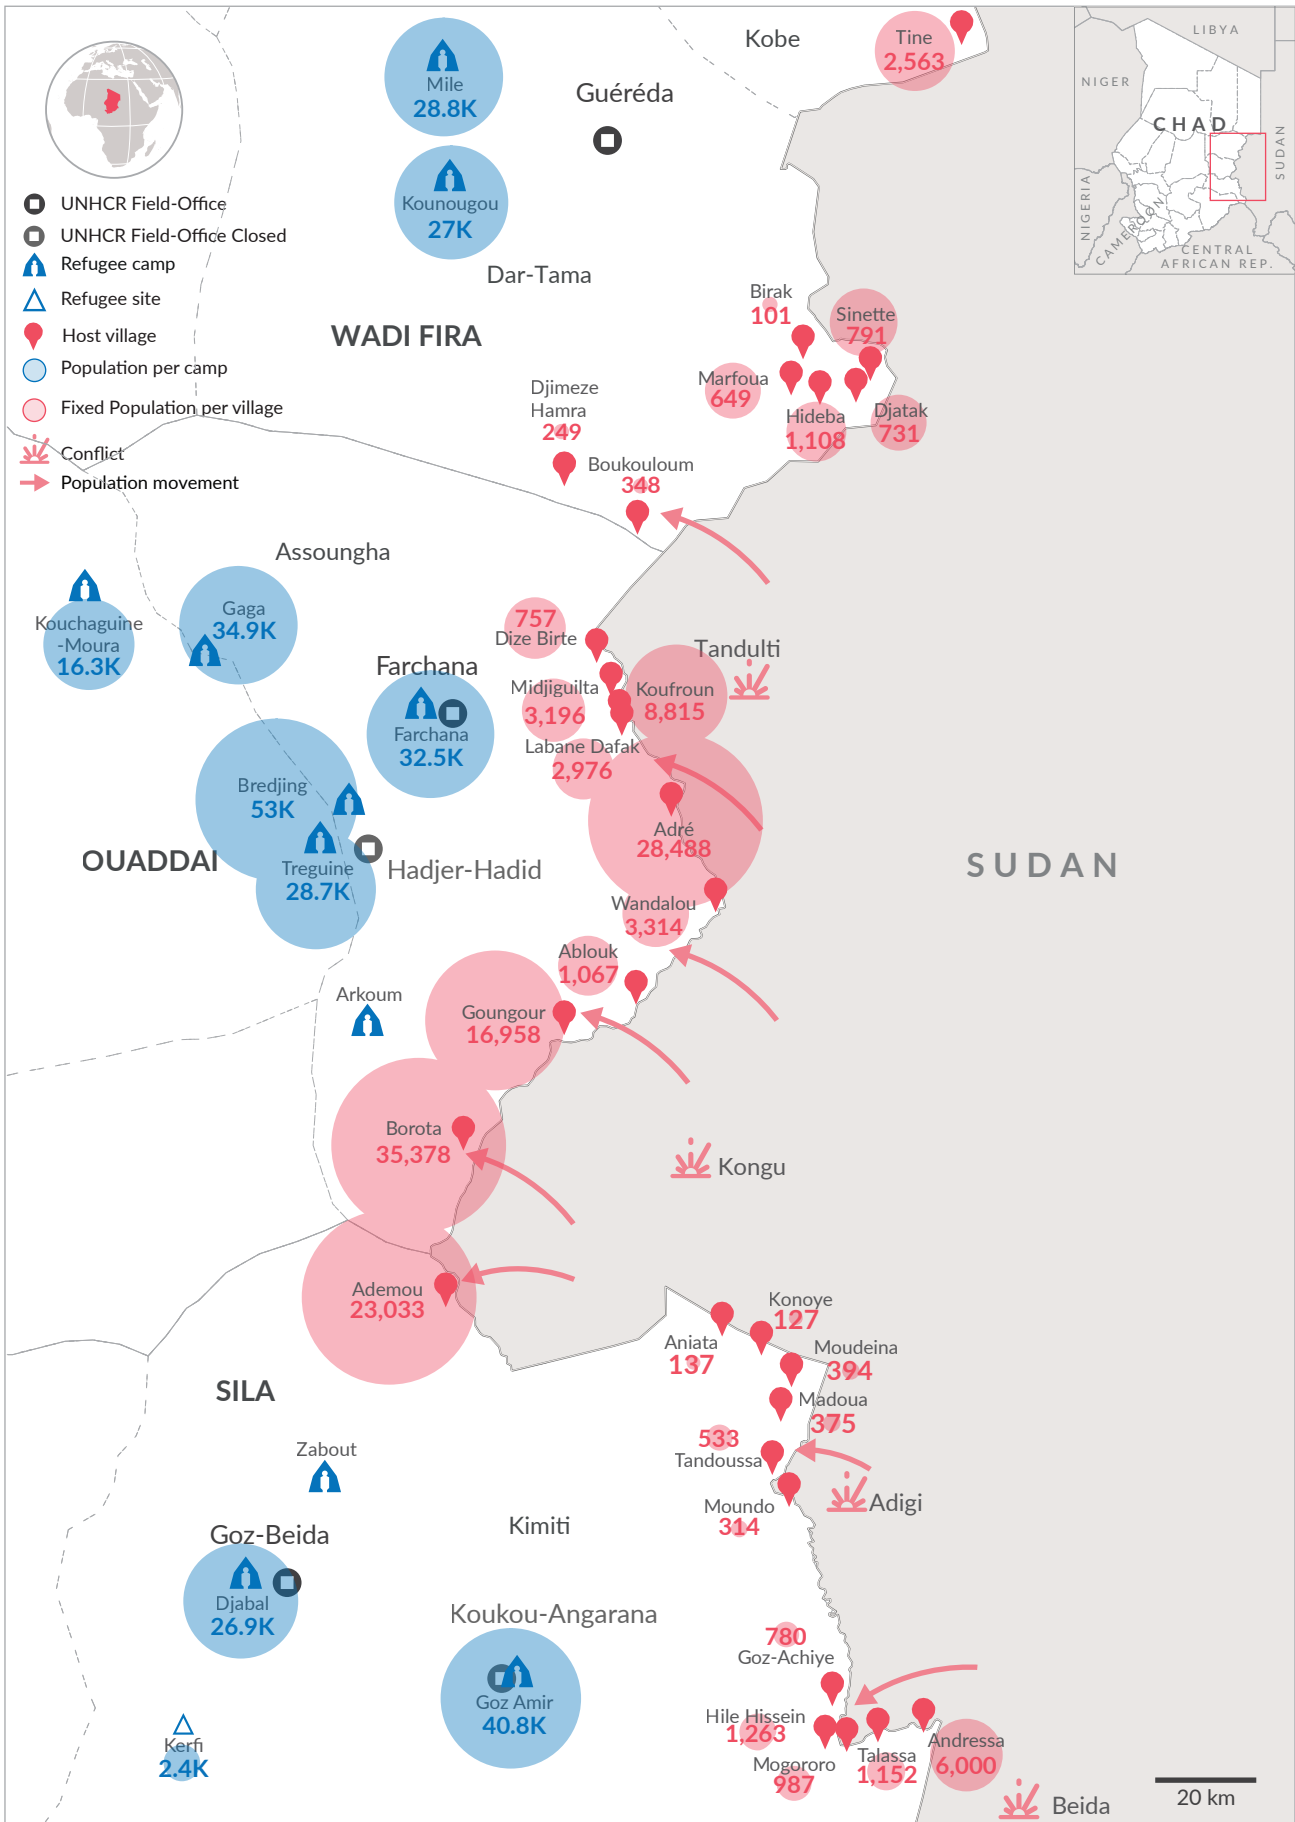 Kobe
Tine
2,563
LIBYA
NIGER
CHAD
SUDAN
NIGERIA
CAMEROON
CENTRAL
AFRICAN REP.
Mile
28.8K
Guéréda
Kounougou
27K
UNHCR Field-Office
UNHCR Field-Office Closed
Refugee camp
Refugee site
Host village
Population per camp
Fixed Population per village
Conflict
Population movement
Dar-Tama
WADI FIRA
Birak
101
Sinette
791
Marfoua
649
Hideba
1,108
Djatak
731
Djimeze
Hamra
249
Boukouloum
348
Assoungha
Kouchaguine
-Moura
16.3K
Gaga
34.9K
757
Dize Birte
Tandulti
Farchana
Farchana
32.5K
Midjiguilta
3,196
Koufroun
8,815
Labane Dafak
2,976
Bredjing
53K
Adré
28,488
OUADDAI
Treguine
28.7K
Hadjer-Hadid
SUDAN
Wandalou
3,314
Ablouk
1,067
Arkoum
Goungour
16,958
Borota
35,378
Kongu
Ademou
23,033
Konoye
127
Aniata
137
Moudeina
394
Madoua
375
SILA
533
Tandoussa
Zabout
Moundo
314
Adigi
Kimiti
Goz-Beida
Djabal
26.9K
Koukou-Angarana
780
Goz-Achiye
Goz Amir
40.8K
Kerfi
2.4K
Hile Hissein
1,263
Mogororo
987
Talassa
1,152
Andressa
6,000
Beida
20 km